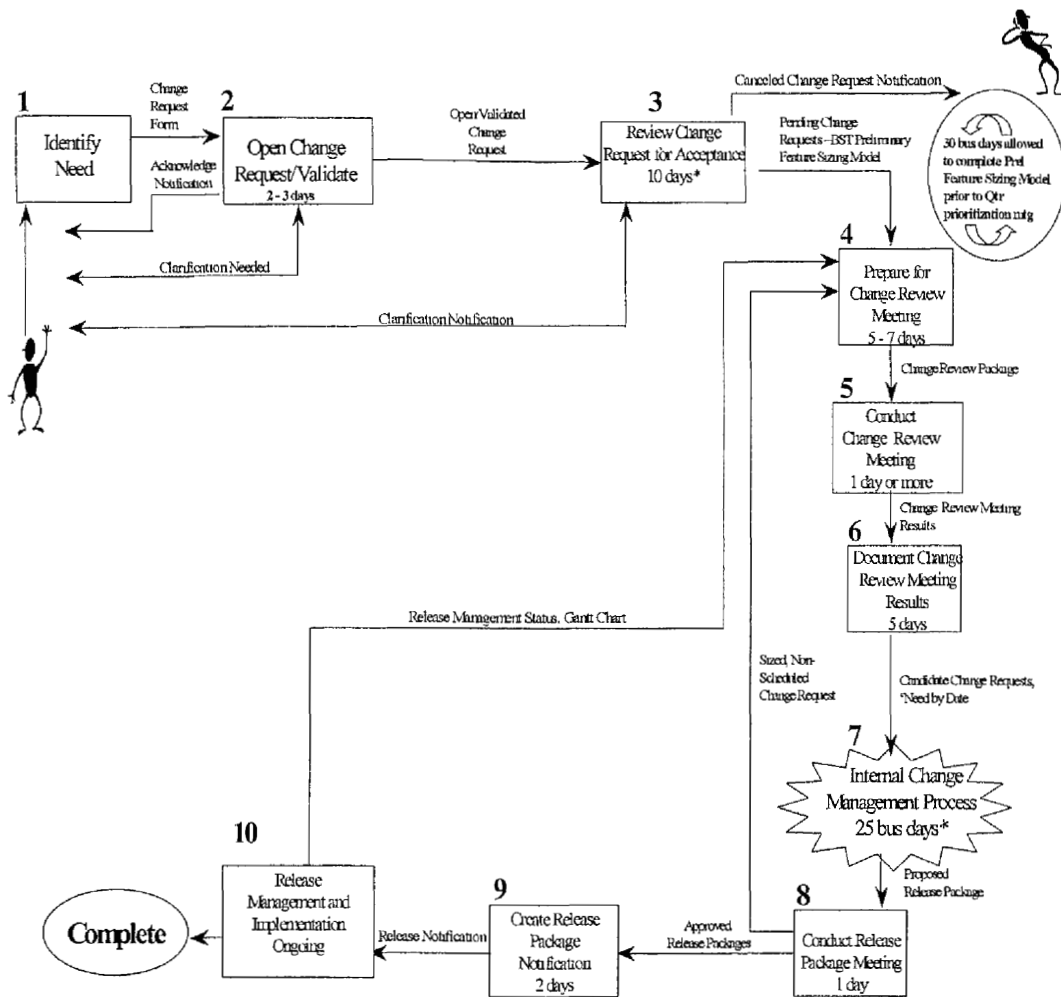 1
Identify
Need
Change
Request
Form
Acknowledge
Notification
2
Open Change
Request/Validate
2 - 3 days
Open Validated
Change
Request
3
Review Change
Request for Acceptance
10 days*
Canceled Change Request Notification
Pending Change
Requests--BST Preliminary
Feature Sizing Model
30 bus days allowed
to complete Prel
Feature Sizing Model
prior to Qtr
prioritization mtg
Clarification Needed
Clarification Notification
4
Prepare for
Change Review
Meeting
5 - 7 days
Change Review Package
5
Conduct
Change Review
Meeting
1 day or more
Change Review Meeting
Results
6
Document Change
Review Meeting
Results
5 days
Release Management Status, Gantt Chart
Sized, Non-
Scheduled
Change Request
Candidate Change Requests,
"Need by Date
7
Internal Change
Management Process
25 bus days*
Proposed
Release Package
8
Conduct Release
Package Meeting
1 day
Approved
Release Packages
9
Create Release
Package
Notification
2 days
Release Notification
10
Release
Management and
Implementation
Ongoing
Complete